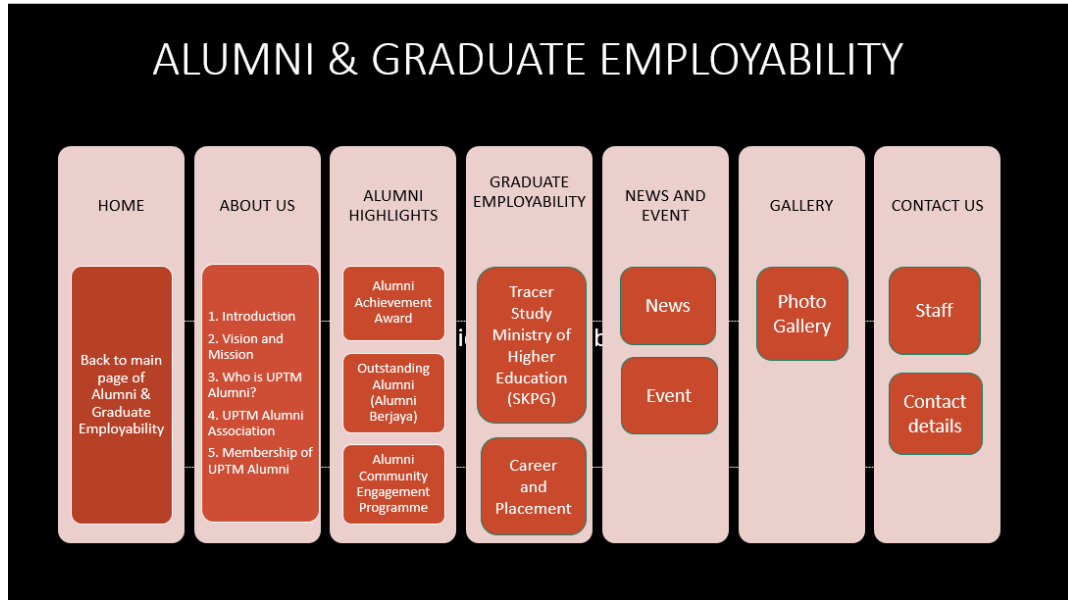 ALUMNI & GRADUATE EMPLOYABILITY
HOME
Back to main
page of
Alumni &
Graduate
Employability
ABOUT US
1. Introduction
2. Vision and
Mission
3. Who is UPTM
Alumni?
4. UPTM Alumni
Association
5. Membership of
UPTM Alumni
ALUMNI
HIGHLIGHTS
Alumni
Achievement
Award
Outstanding
Alumni
(Alumni
Berjaya)
Alumni
Community
Engagement
Programme
GRADUATE
EMPLOYABILITY
Tracer
Study
Ministry of
Higher
Education
(SKPG)
Career
and
Placement
NEWS AND
EVENT
News
Event
GALLERY
Photo
Gallery
CONTACT US
Staff
Contact
details